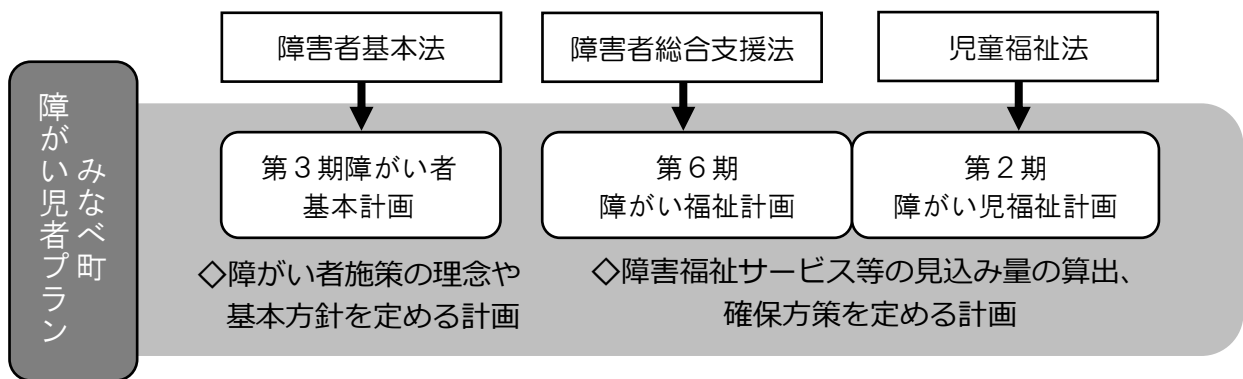 みなべ町
障がい児者プラン
障害者基本法
障害者総合支援法
児童福祉法
第3期障がい者
基本計画
第6期
障がい福祉計画
第2期
障がい児福祉計画
◇障がい者施策の理念や
基本方針を定める計画
◇障害福祉サービス等の見込み量の算出、
確保方策を定める計画